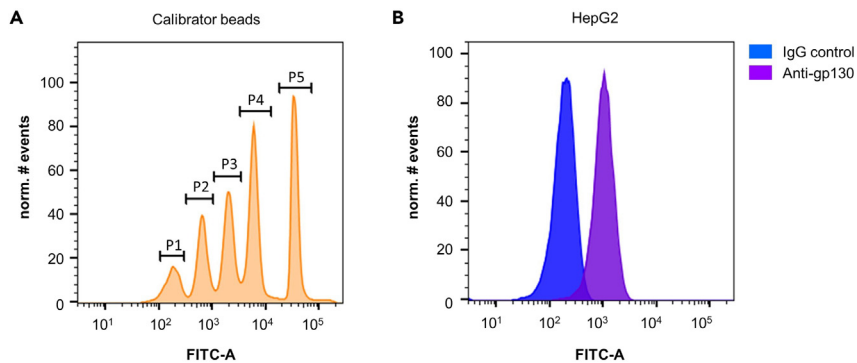 A
Calibrator beads
norm. # events
100
80
60
40
20
0
P1
P2
P3
P4
P5
10¹
10²
10³
10⁴
10⁵
FITC-A
B
HepG2
norm. # events
100
80
60
40
20
0
10¹
10²
10³
10⁴
10⁵
FITC-A
IgG control
Anti-gp130